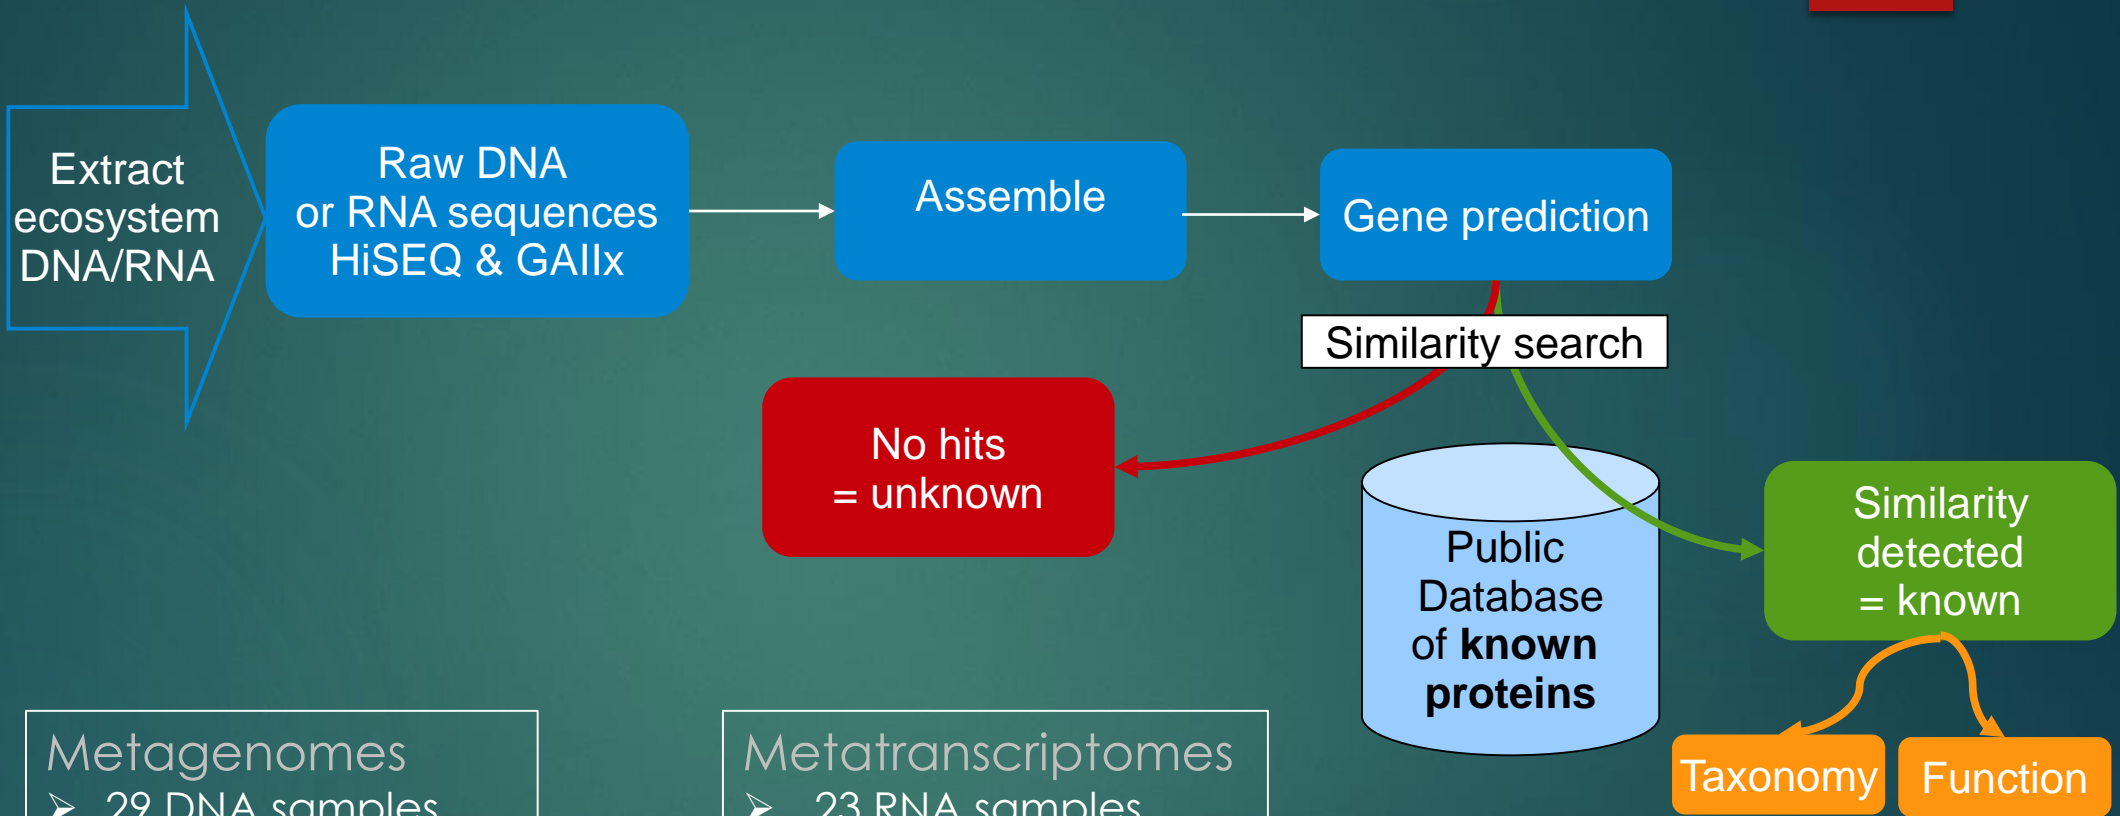 Extract
ecosystem
DNA/RNA
Raw DNA
or RNA sequences
HiSEQ & GAIIx
Assemble
Gene prediction
Similarity search
No hits
= unknown
Public
Database
of known
proteins
Similarity
detected
= known
Taxonomy
Function
Metagenomes
➢ 29 DNA samples
Metatranscriptomes
➢ 23 RNA samples